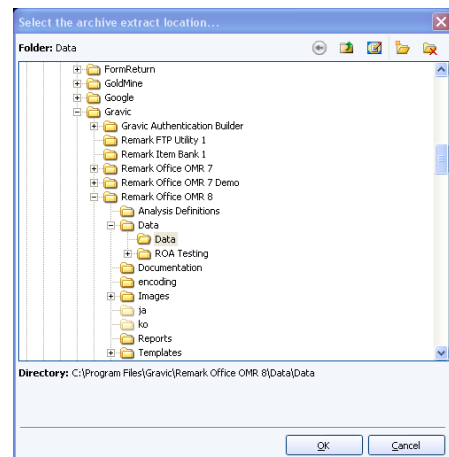 Select the archive extract location...
Folder: Data
FormReturn
GoldMine
Google
Gravic
Gravic Authentication Builder
Remark FTP Utility 1
Remark Item Bank 1
Remark Office OMR 7
Remark Office OMR 7 Demo
Remark Office OMR 8
Analysis Definitions
Data
Data
ROA Testing
Documentation
encoding
Images
ja
ko
Reports
Templates
Directory: C:\Program Files\Gravic\Remark Office OMR 8\Data\Data
OK Cancel